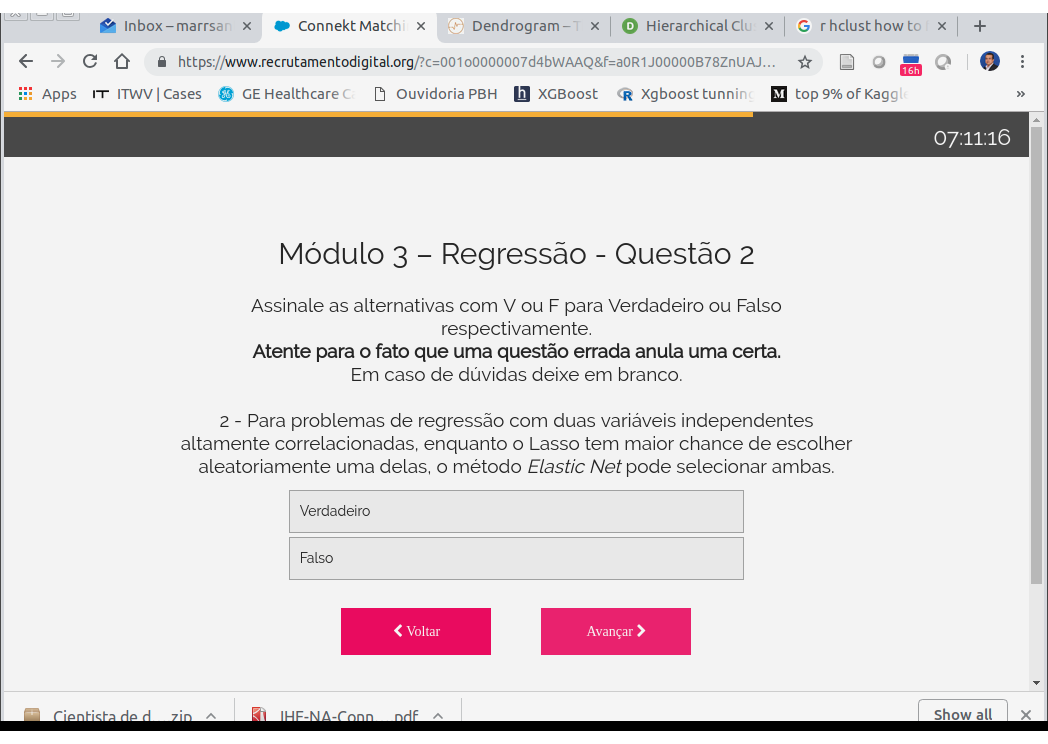 Inbox – marrsan
Connekt Matchi
Dendrogram – T
Hierarchical Clu
r hclust how to
https://www.recrutamentodigital.org/?c=001o0000007d4bWAAQ&f=a0R1J00000B78ZnUAJ...
16h
Apps
ITWV | Cases
GE Healthcare C
Ouvidoria PBH
XGBoost
Xgboost tunning
top 9% of Kaggle
»
07:11:16
Módulo 3 – Regressão - Questão 2
Assinale as alternativas com V ou F para Verdadeiro ou Falso
respectivamente.
Atente para o fato que uma questão errada anula uma certa.
Em caso de dúvidas deixe em branco.
2 - Para problemas de regressão com duas variáveis independentes
altamente correlacionadas, enquanto o Lasso tem maior chance de escolher
aleatoriamente uma delas, o método Elastic Net pode selecionar ambas.
Verdadeiro
Falso
Voltar
Avançar
Cientista de d....zip
IHF-NA-Conn....pdf
Show all